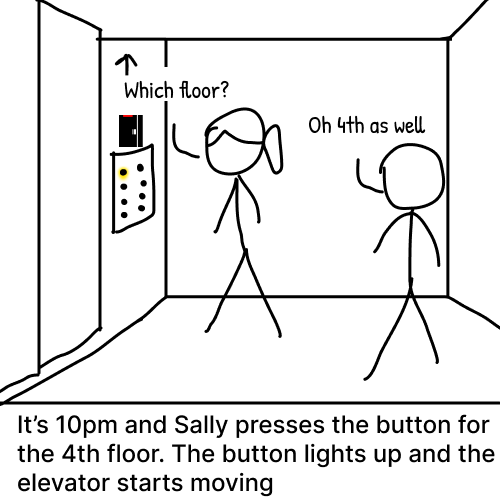 Which floor?
Oh 4th as well
It's 10pm and Sally presses the button for
the 4th floor. The button lights up and the
elevator starts moving